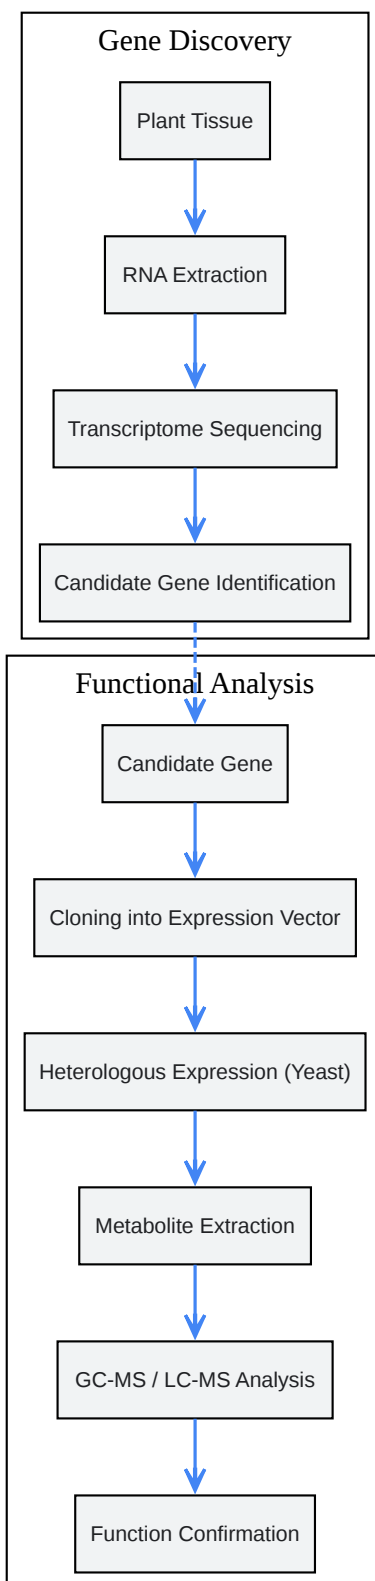 Gene Discovery
Plant Tissue
RNA Extraction
Transcriptome Sequencing
Candidate Gene Identification
Functional Analysis
Candidate Gene
Cloning into Expression Vector
Heterologous Expression (Yeast)
Metabolite Extraction
GC-MS / LC-MS Analysis
Function Confirmation